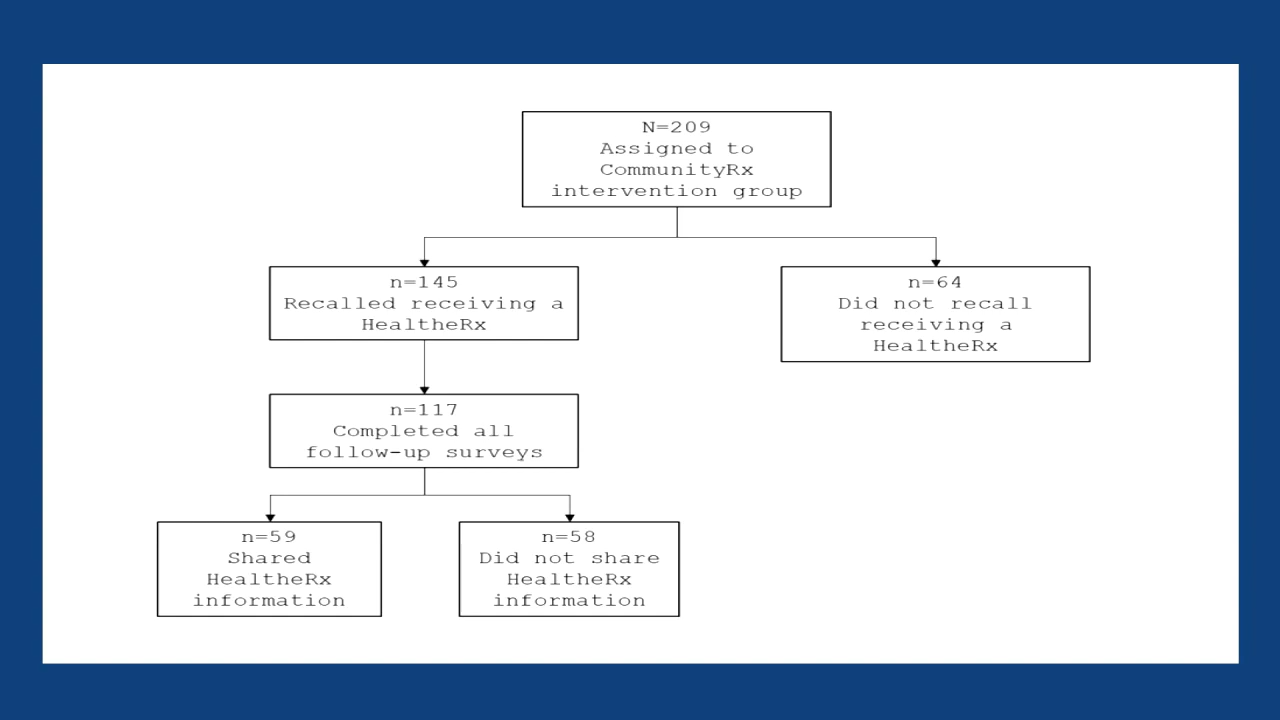 N=209
Assigned to
CommunityRx
intervention group
n=145
Recalled receiving a
HealtheRx
n=64
Did not recall
receiving a
HealtheRx
n=117
Completed all
follow-up surveys
n=59
Shared
HealtheRx
information
n=58
Did not share
HealtheRx
information